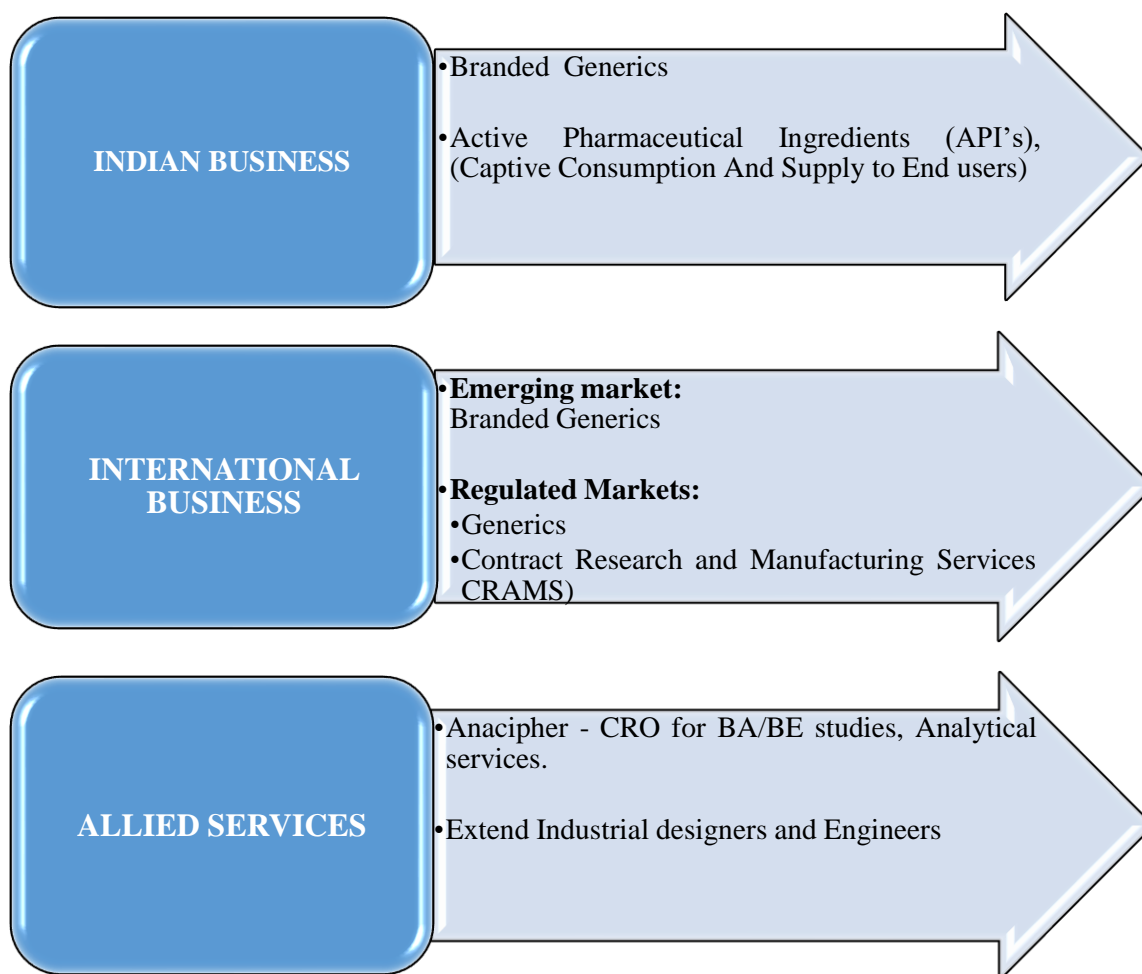 INDIAN BUSINESS
•Branded Generics
•Active Pharmaceutical Ingredients (API's),
(Captive Consumption And Supply to End users)
INTERNATIONAL
BUSINESS
•Emerging market:
Branded Generics
•Regulated Markets:
•Generics
•Contract Research and Manufacturing Services
CRAMS)
ALLIED SERVICES
•Anacipher - CRO for BA/BE studies, Analytical
services.
•Extend Industrial designers and Engineers